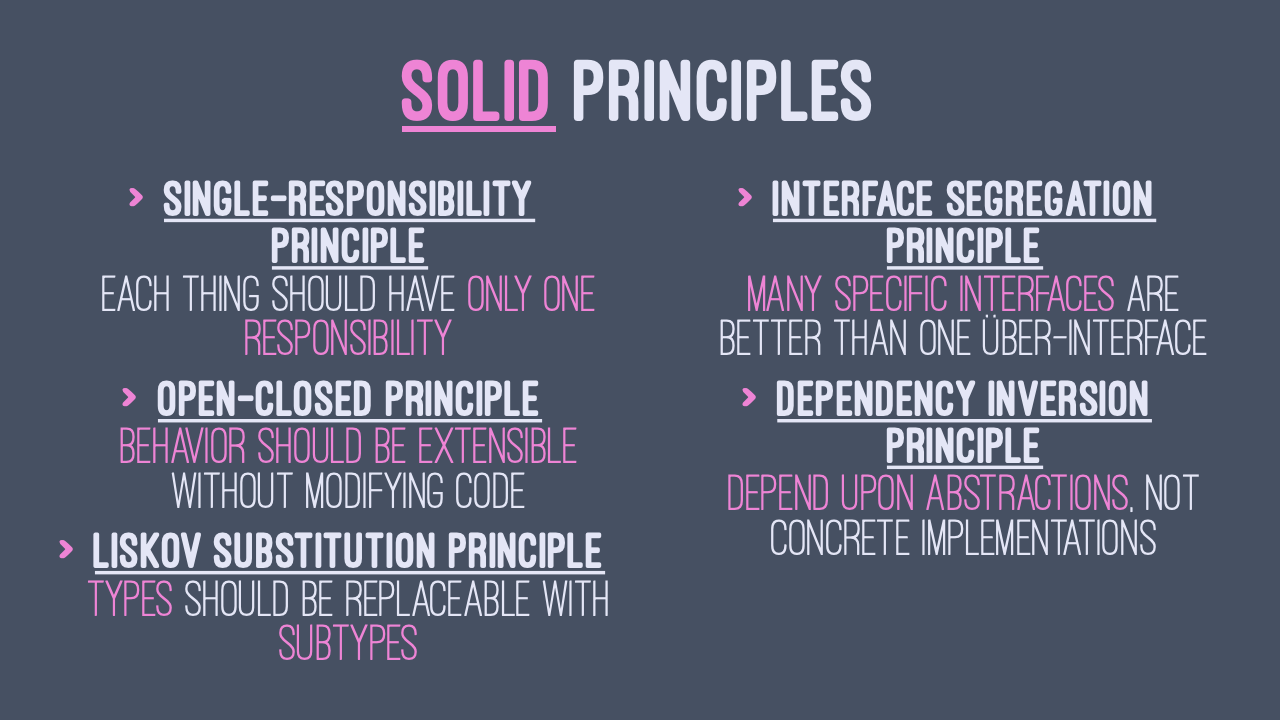 SOLID PRINCIPLES
› SINGLE-RESPONSIBILITY
PRINCIPLE
EACH THING SHOULD HAVE ONLY ONE
RESPONSIBILITY
› OPEN-CLOSED PRINCIPLE
BEHAVIOR SHOULD BE EXTENSIBLE
WITHOUT MODIFYING CODE
› LISKOV SUBSTITUTION PRINCIPLE
TYPES SHOULD BE REPLACEABLE WITH
SUBTYPES
› INTERFACE SEGREGATION
PRINCIPLE
MANY SPECIFIC INTERFACES ARE
BETTER THAN ONE ÜBER-INTERFACE
› DEPENDENCY INVERSION
PRINCIPLE
DEPEND UPON ABSTRACTIONS, NOT
CONCRETE IMPLEMENTATIONS